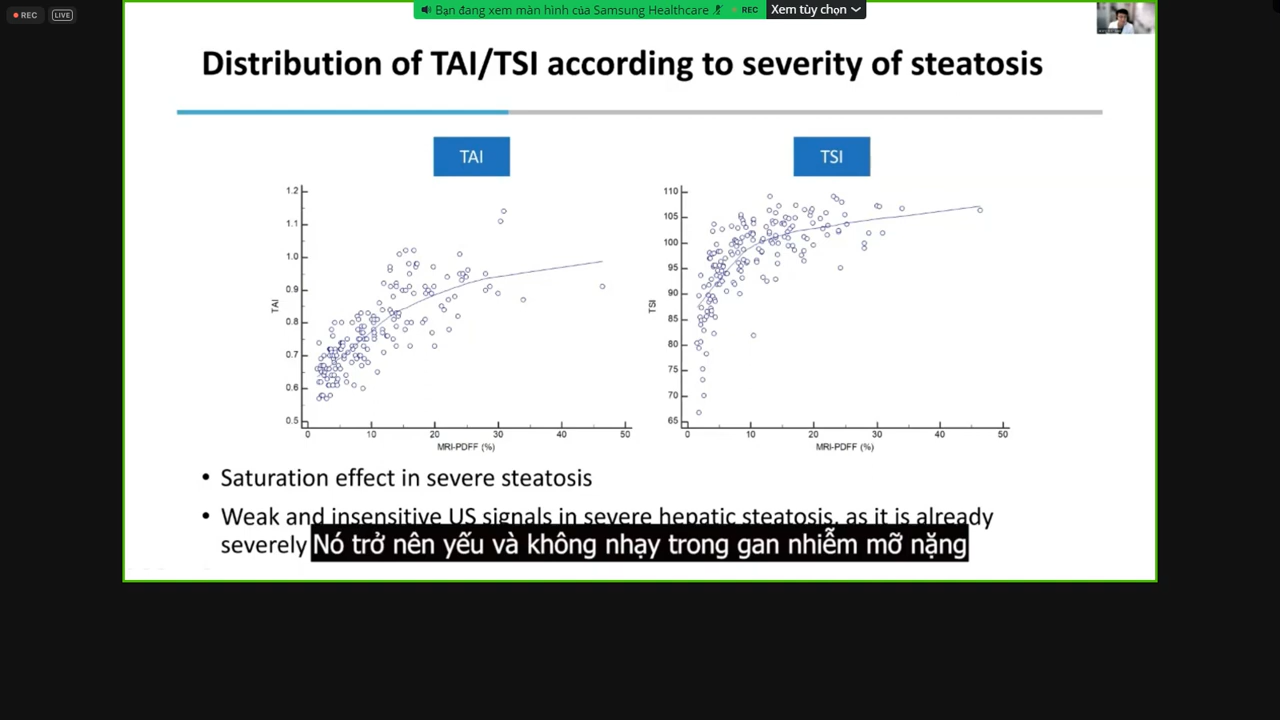 REC
LIVE
Bạn đang xem màn hình của Samsung Healthcare
REC
Xem tùy chọn
Distribution of TAI/TSI according to severity of steatosis
TAI
TSI
1.2
1.1
1.0
0.9
0.8
0.7
0.6
0.5
TAI
0 10 20 30 40 50
MRI-PDFF (%)
110
105
100
95
90
85
80
75
70
65
TSI
0 10 20 30 40 50
MRI-PDFF (%)
• Saturation effect in severe steatosis
• Weak and insensitive US signals in severe hepatic steatosis, as it is already
severely
Nó trở nên yếu và không nhạy trong gan nhiễm mỡ nặng